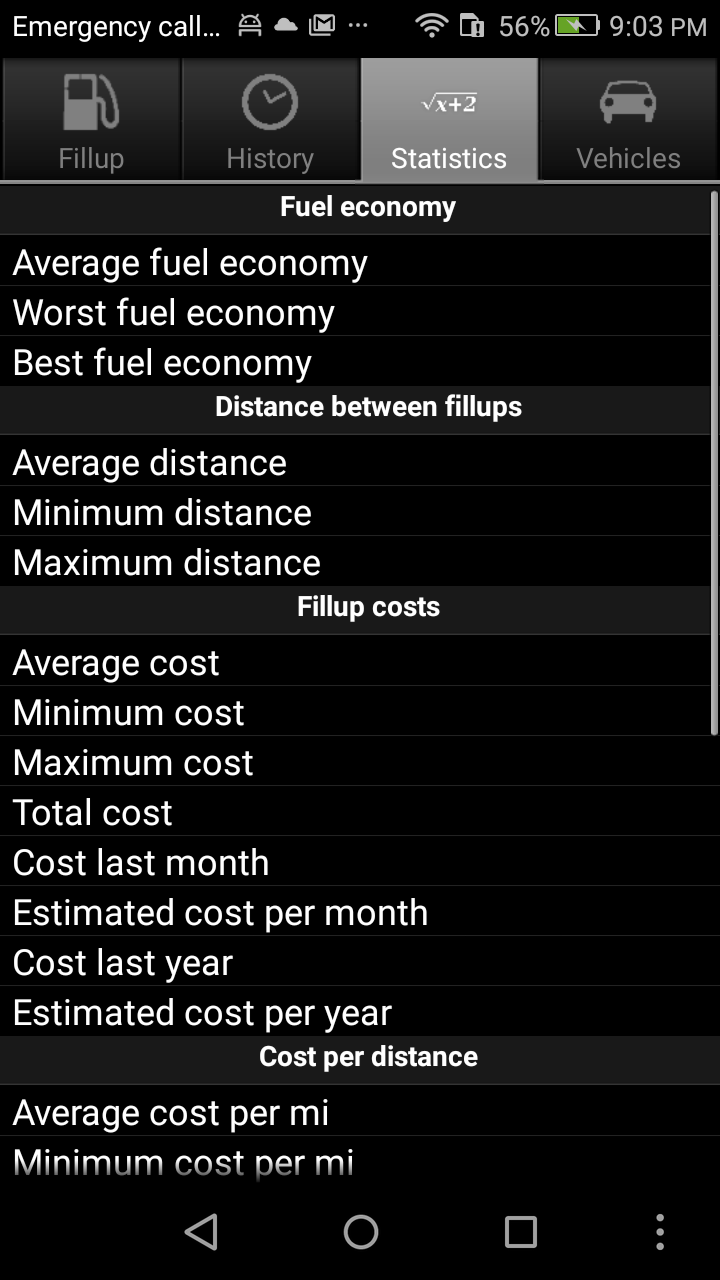 Emergency call... 56% 9:03 PM
√x+2
Fillup History Statistics Vehicles
Fuel economy
Average fuel economy
Worst fuel economy
Best fuel economy
Distance between fillups
Average distance
Minimum distance
Maximum distance
Fillup costs
Average cost
Minimum cost
Maximum cost
Total cost
Cost last month
Estimated cost per month
Cost last year
Estimated cost per year
Cost per distance
Average cost per mi
Minimum cost per mi